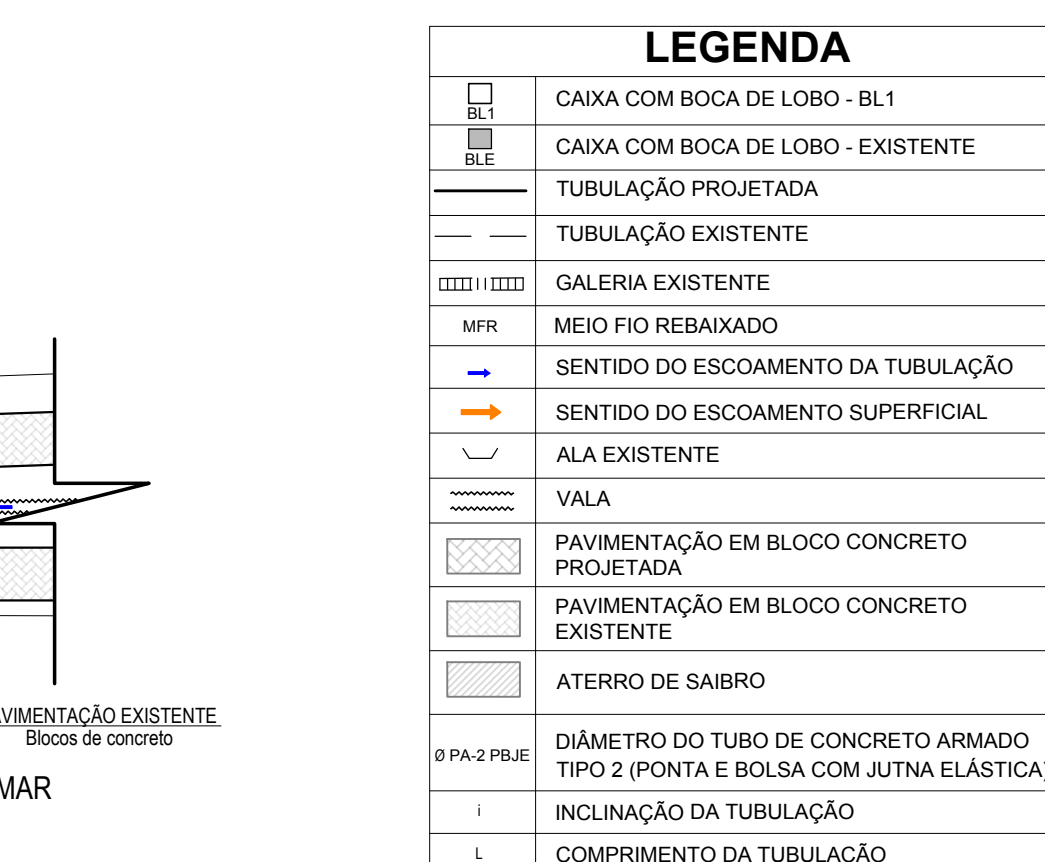 LEGENDA
BL1
CAIXA COM BOCA DE LOBO - BL1
BLE
CAIXA COM BOCA DE LOBO - EXISTENTE
TUBULAÇÃO PROJETADA
TUBULAÇÃO EXISTENTE
GALERIA EXISTENTE
MFR
MEIO FIO REBAIXADO
SENTIDO DO ESCOAMENTO DA TUBULAÇÃO
SENTIDO DO ESCOAMENTO SUPERFICIAL
ALA EXISTENTE
VALA
PAVIMENTAÇÃO EM BLOCO CONCRETO
PROJETADA
PAVIMENTAÇÃO EM BLOCO CONCRETO
EXISTENTE
ATERRO DE SAIBRO
Ø PA-2 PBJE
DIÂMETRO DO TUBO DE CONCRETO ARMADO
TIPO 2 (PONTA E BOLSA COM JUTNA ELÁSTICA)
i
INCLINAÇÃO DA TUBULAÇÃO
L
COMPRIMENTO DA TUBULAÇÃO
VIMENTAÇÃO EXISTENTE
Blocos de concreto
MAR